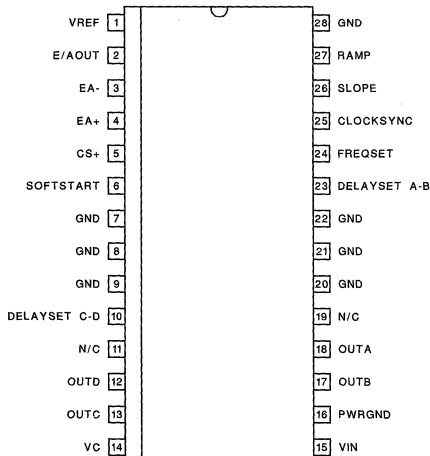 VREF 1 28 GND
E/AOUT 2 27 RAMP
EA- 3 26 SLOPE
EA+ 4 25 CLOCKSYNC
CS+ 5 24 FREQSET
SOFTSTART 6 23 DELAYSET A-B
GND 7 22 GND
GND 8 21 GND
GND 9 20 GND
DELAYSET C-D 10 19 N/C
N/C 11 18 OUTA
OUTD 12 17 OUTB
OUTC 13 16 PWRGND
VC 14 15 VIN